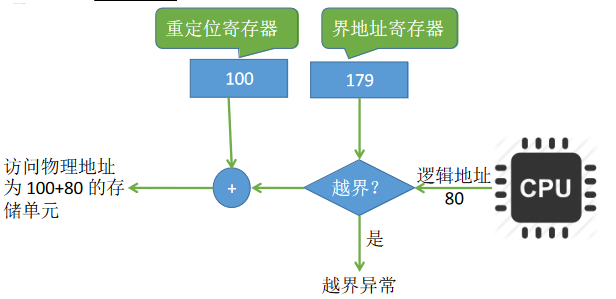 重定位寄存器
界地址寄存器
100
179
访问物理地址
为 100+80 的存
储单元
+
越界？
逻辑地址
80
CPU
是
越界异常